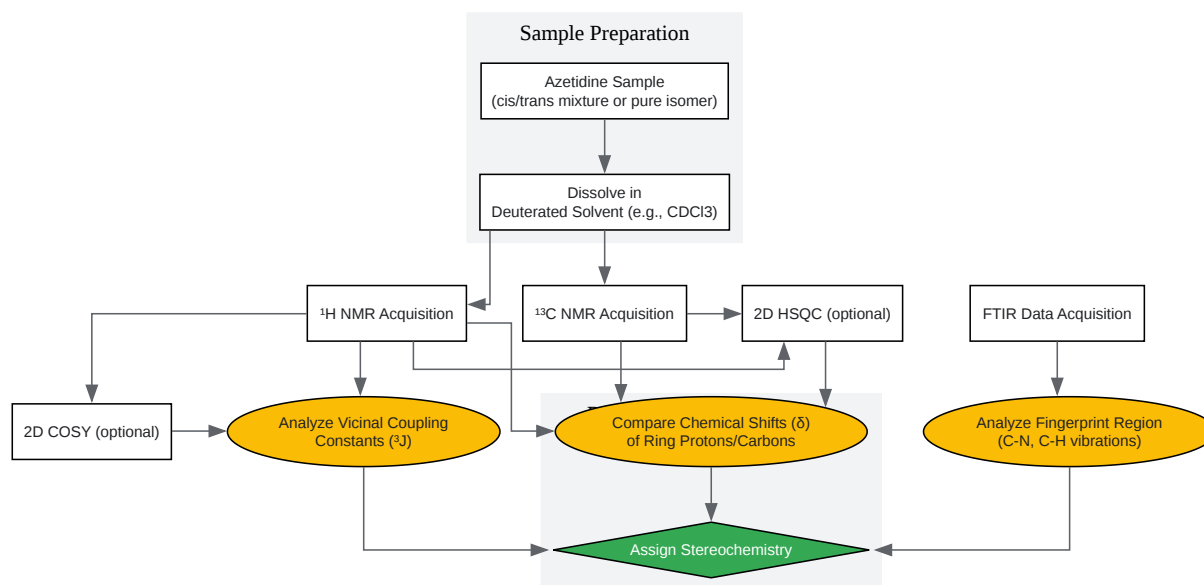 Sample Preparation
Azetidine Sample
(cis/trans mixture or pure isomer)
Dissolve in
Deuterated Solvent (e.g., CDCl3)
¹H NMR Acquisition
¹³C NMR Acquisition
2D HSQC (optional)
FTIR Data Acquisition
2D COSY (optional)
Analyze Vicinal Coupling
Constants (³J)
Compare Chemical Shifts (δ)
of Ring Protons/Carbons
Analyze Fingerprint Region
(C-N, C-H vibrations)
Assign Stereochemistry